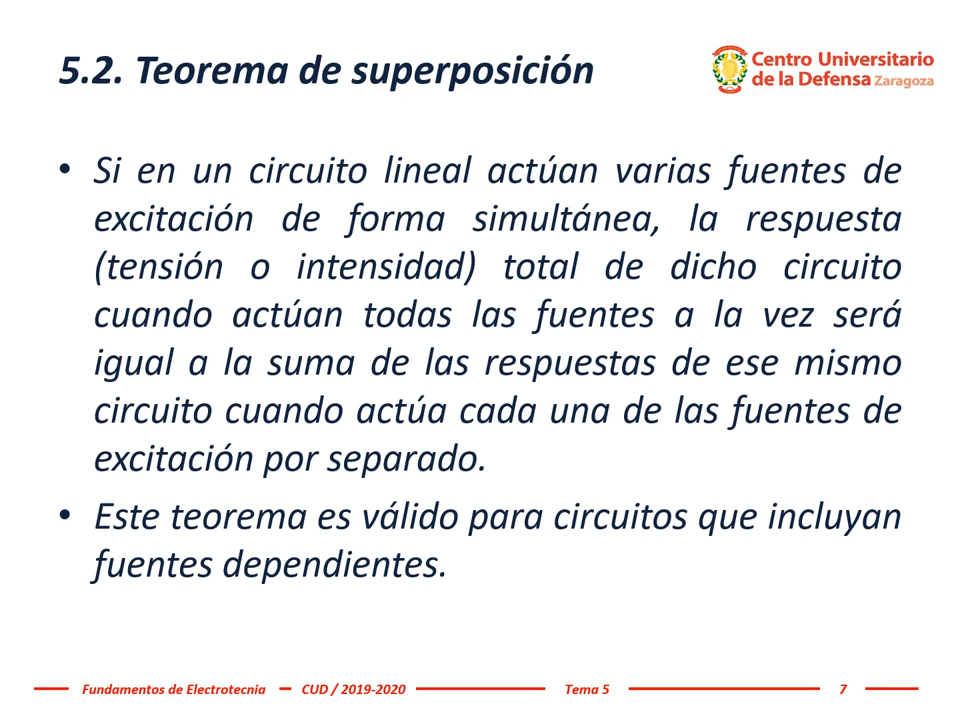 5.2. Teorema de superposición
Centro Universitario
de la Defensa Zaragoza
• Si en un circuito lineal actúan varias fuentes de
excitación de forma simultánea, la respuesta
(tensión o intensidad) total de dicho circuito
cuando actúan todas las fuentes a la vez será
igual a la suma de las respuestas de ese mismo
circuito cuando actúa cada una de las fuentes de
excitación por separado.
• Este teorema es válido para circuitos que incluyan
fuentes dependientes.
Fundamentos de Electrotecnia CUD / 2019-2020 Tema 5 7